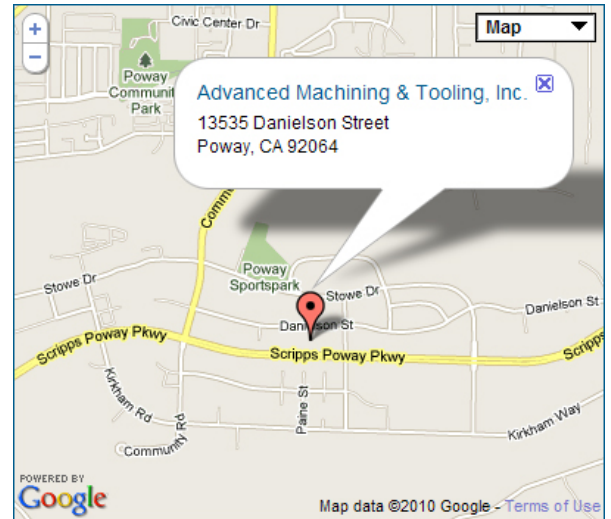 Civic Center Dr
+
Map
−
Poway
Community
Park
Advanced Machining & Tooling, Inc.
13535 Danielson Street
Poway, CA 92064
Poway
Sportspark
Stowe Dr
Stowe Dr
Danielson St
Danielson St
Scripps Poway Pkwy
Scripps Poway Pkwy
Scripps
Kirkham Rd
Paine St
Community Rd
Kirkham Way
POWERED BY
Google
Map data ©2010 Google - Terms of Use